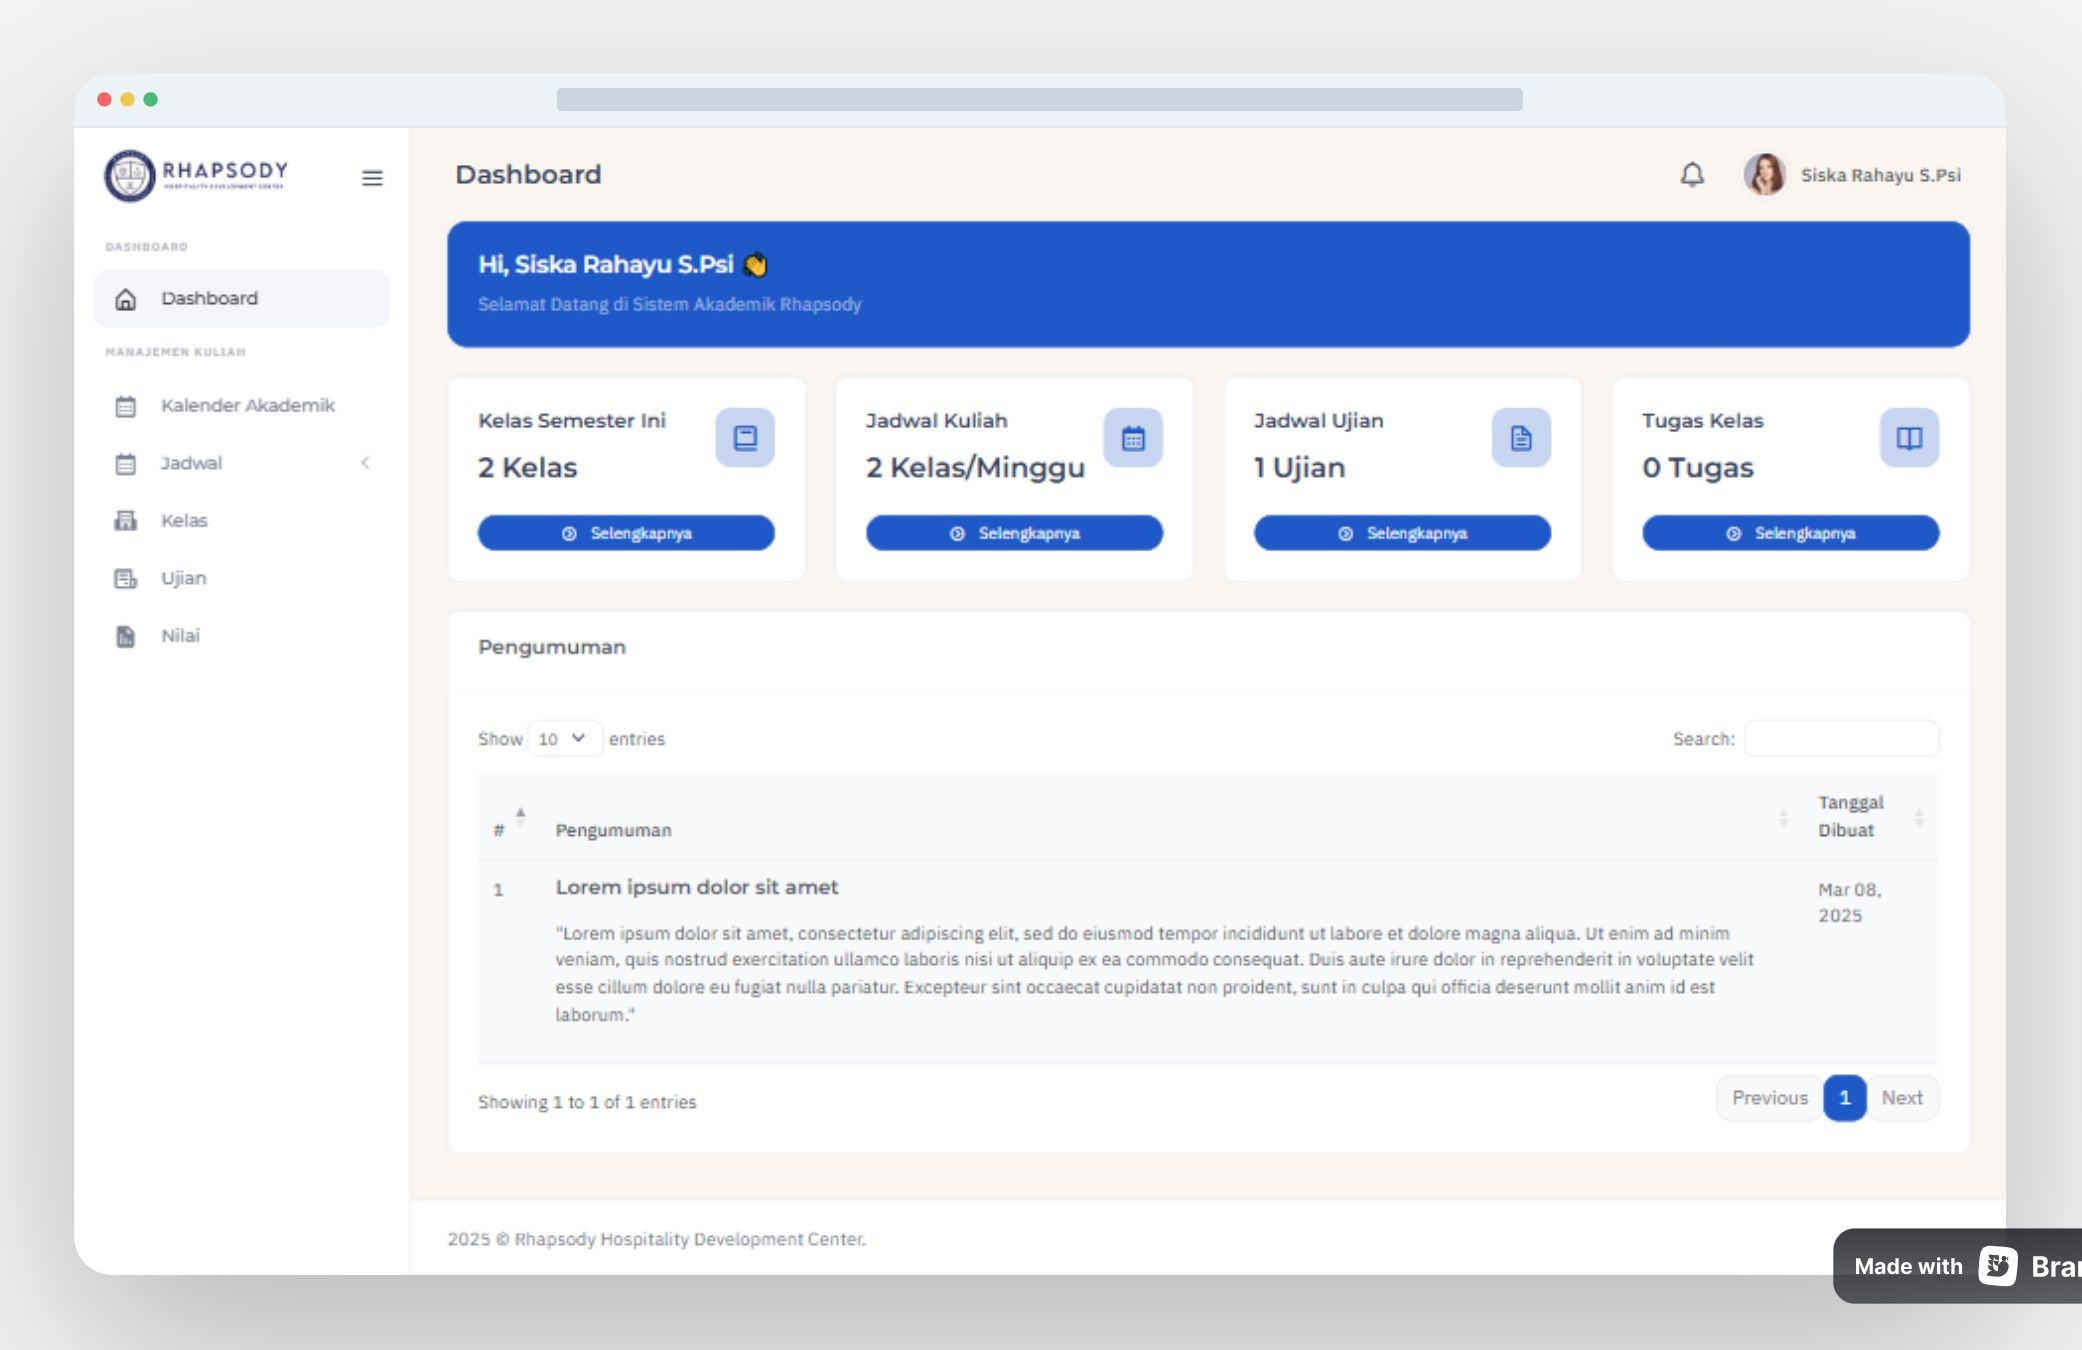 RHAPSODY
HOSPITALITY DEVELOPMENT CENTER
DASHBOARD
Dashboard
MANAJEMEN KULIAH
Kalender Akademik
Jadwal
Kelas
Ujian
Nilai
Dashboard
Siska Rahayu S.Psi
Hi, Siska Rahayu S.Psi 👋
Selamat Datang di Sistem Akademik Rhapsody
Kelas Semester Ini
2 Kelas
Selengkapnya
Jadwal Kuliah
2 Kelas/Minggu
Selengkapnya
Jadwal Ujian
1 Ujian
Selengkapnya
Tugas Kelas
0 Tugas
Selengkapnya
Pengumuman
Show 10 entries
Search:
# Pengumuman Tanggal
Dibuat
1 Lorem ipsum dolor sit amet Mar 08,
2025
"Lorem ipsum dolor sit amet, consectetur adipiscing elit, sed do eiusmod tempor incididunt ut labore et dolore magna aliqua. Ut enim ad minim
veniam, quis nostrud exercitation ullamco laboris nisi ut aliquip ex ea commodo consequat. Duis aute irure dolor in reprehenderit in voluptate velit
esse cillum dolore eu fugiat nulla pariatur. Excepteur sint occaecat cupidatat non proident, sunt in culpa qui officia deserunt mollit anim id est
laborum."
Showing 1 to 1 of 1 entries
Previous 1 Next
2025 © Rhapsody Hospitality Development Center.
Made with